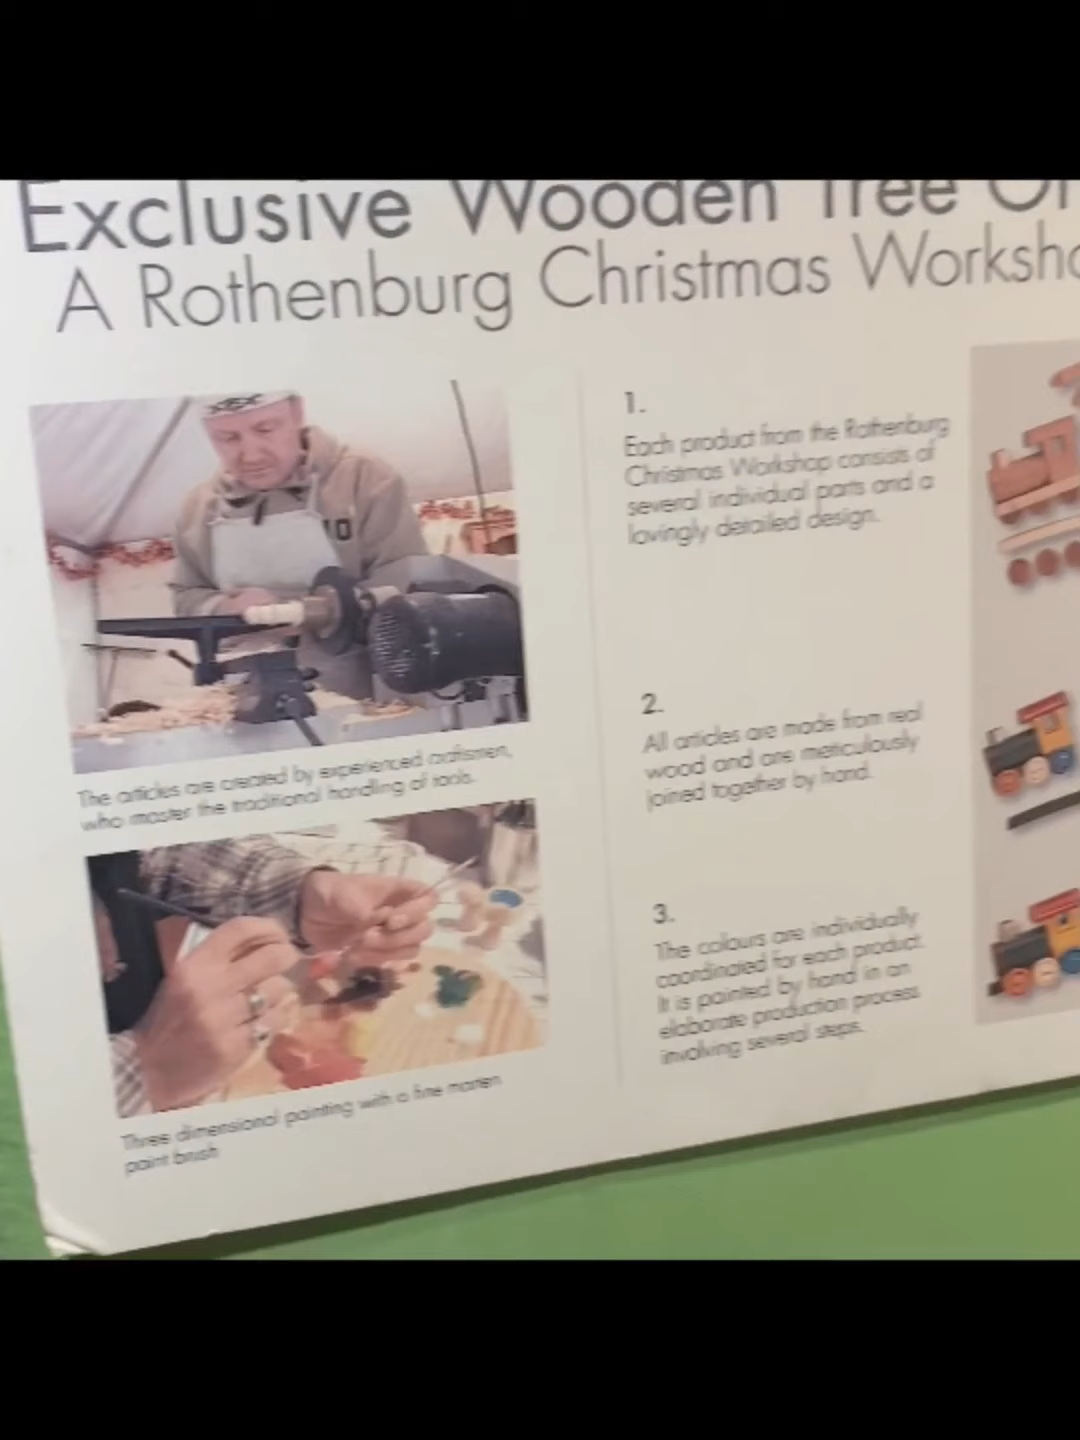 Exclusive Wooden Tree
A Rothenburg Christmas
The articles are created by experienced craftsmen,
who master the traditional handling of tools.
Three dimensional painting with a fine marten
paint brush
1.
Each product from the Rothenburg
Christmas Workshop consists of
several individual parts and a
lovingly derailed design.
2.
All articles are made from real
wood and are meticulously
joined together by hand.
3.
The colours are individually
coordinated for each product.
It is painted by hand in an
elaborate production process
involving several steps.